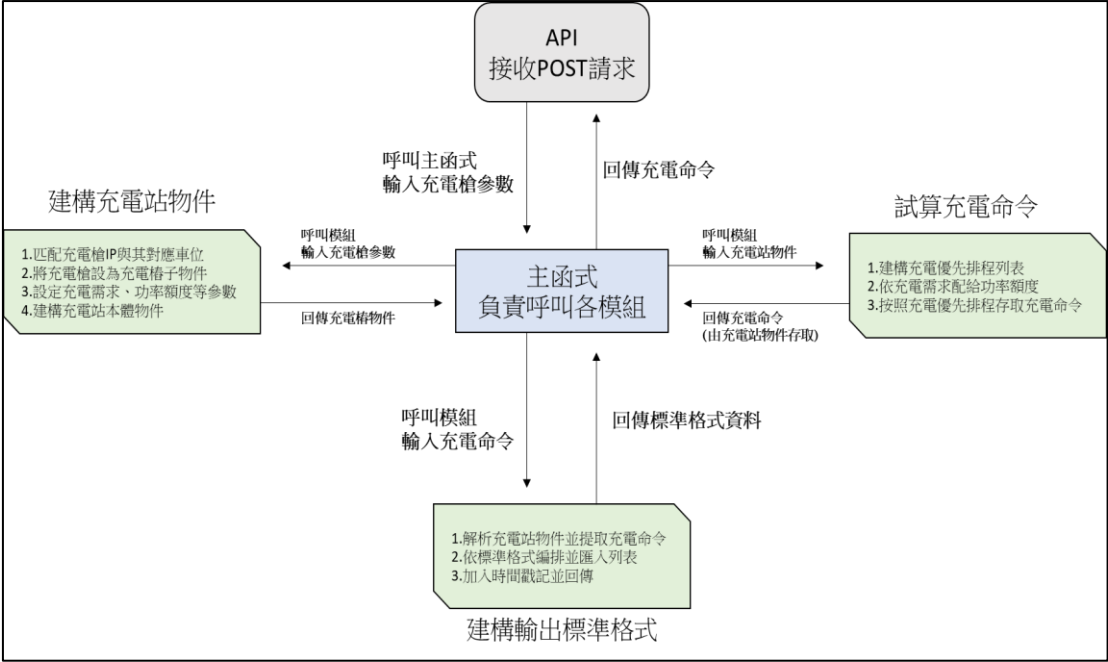 API
接收POST請求
呼叫主函式
輸入充電槍參數
回傳充電命令
建構充電站物件
試算充電命令
1.匹配充電槍IP與其對應車位
2.將充電槍設為充電樁子物件
3.設定充電需求、功率額度等參數
4.建構充電站本體物件
呼叫模組
輸入充電槍參數
回傳充電樁物件
主函式
負責呼叫各模組
呼叫模組
輸入充電站物件
回傳充電命令
(由充電站物件存取)
1.建構充電優先排程列表
2.依充電需求配給功率額度
3.按照充電優先排程存取充電命令
呼叫模組
輸入充電命令
回傳標準格式資料
1.解析充電站物件並提取充電命令
2.依標準格式編排並匯入列表
3.加入時間戳記並回傳
建構輸出標準格式